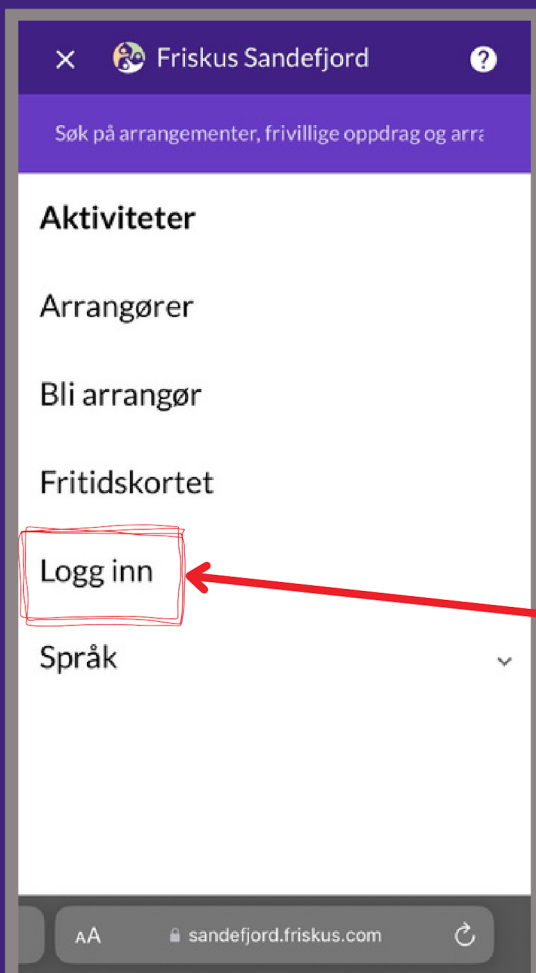 Friskus Sandefjord
?
Søk på arrangementer, frivillige oppdrag og arra
Aktiviteter
Arrangører
Bli arrangør
Fritidskortet
Logg inn
Språk
AA sandefjord.friskus.com